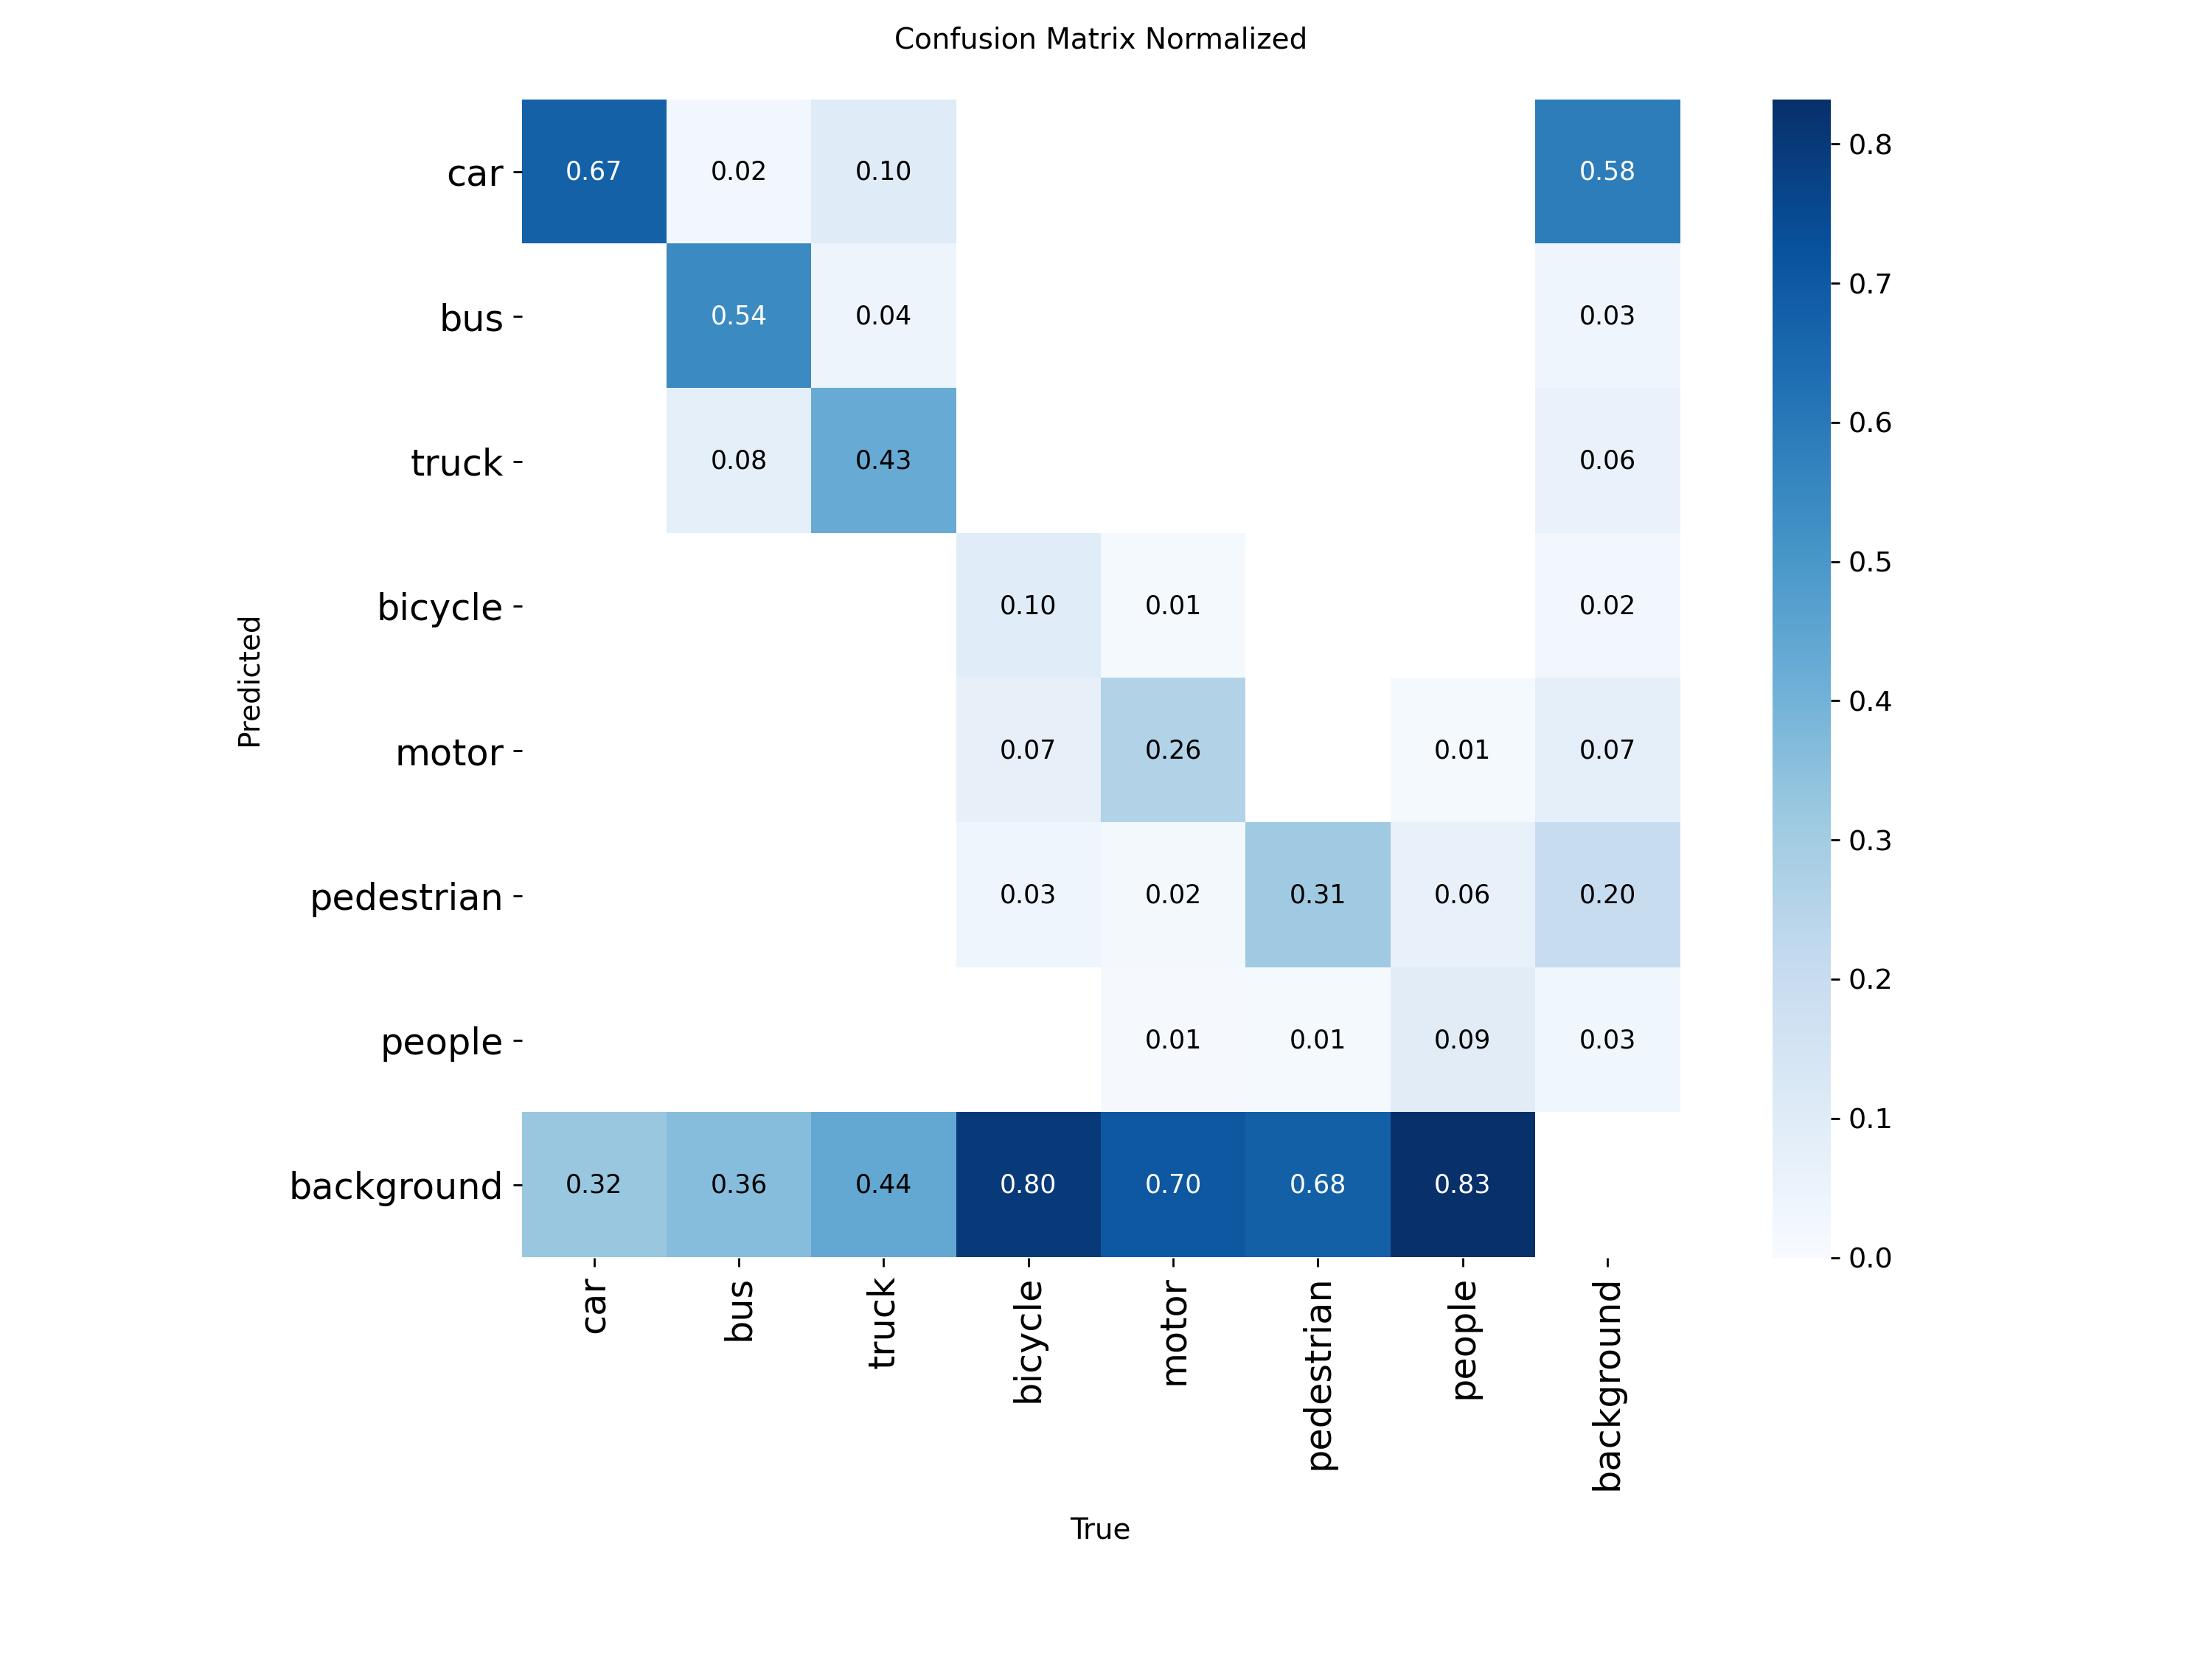 Confusion Matrix Normalized
car 0.67 0.02 0.10 0.58
bus 0.54 0.04 0.03
truck 0.08 0.43 0.06
bicycle 0.10 0.01 0.02
motor 0.07 0.26 0.01 0.07
pedestrian 0.03 0.02 0.31 0.06 0.20
people 0.01 0.01 0.09 0.03
background 0.32 0.36 0.44 0.80 0.70 0.68 0.83
Predicted
car bus truck bicycle motor pedestrian people background
True
0.8
0.7
0.6
0.5
0.4
0.3
0.2
0.1
0.0